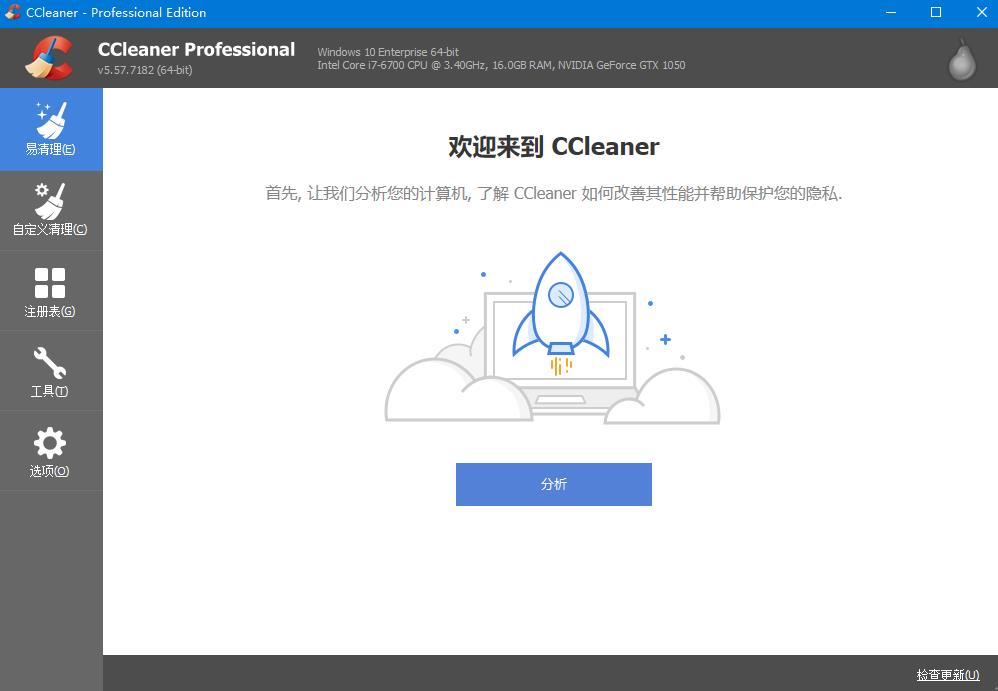 CCleaner - Professional Edition
CCleaner Professional
v5.57.7182 (64-bit)
Windows 10 Enterprise 64-bit
Intel Core i7-6700 CPU @ 3.40GHz, 16.0GB RAM, NVIDIA GeForce GTX 1050
易清理(E)
自定义清理(C)
注册表(G)
工具(T)
选项(O)
欢迎来到 CCleaner
首先, 让我们分析您的计算机, 了解 CCleaner 如何改善其性能并帮助保护您的隐私.
分析
检查更新(U)